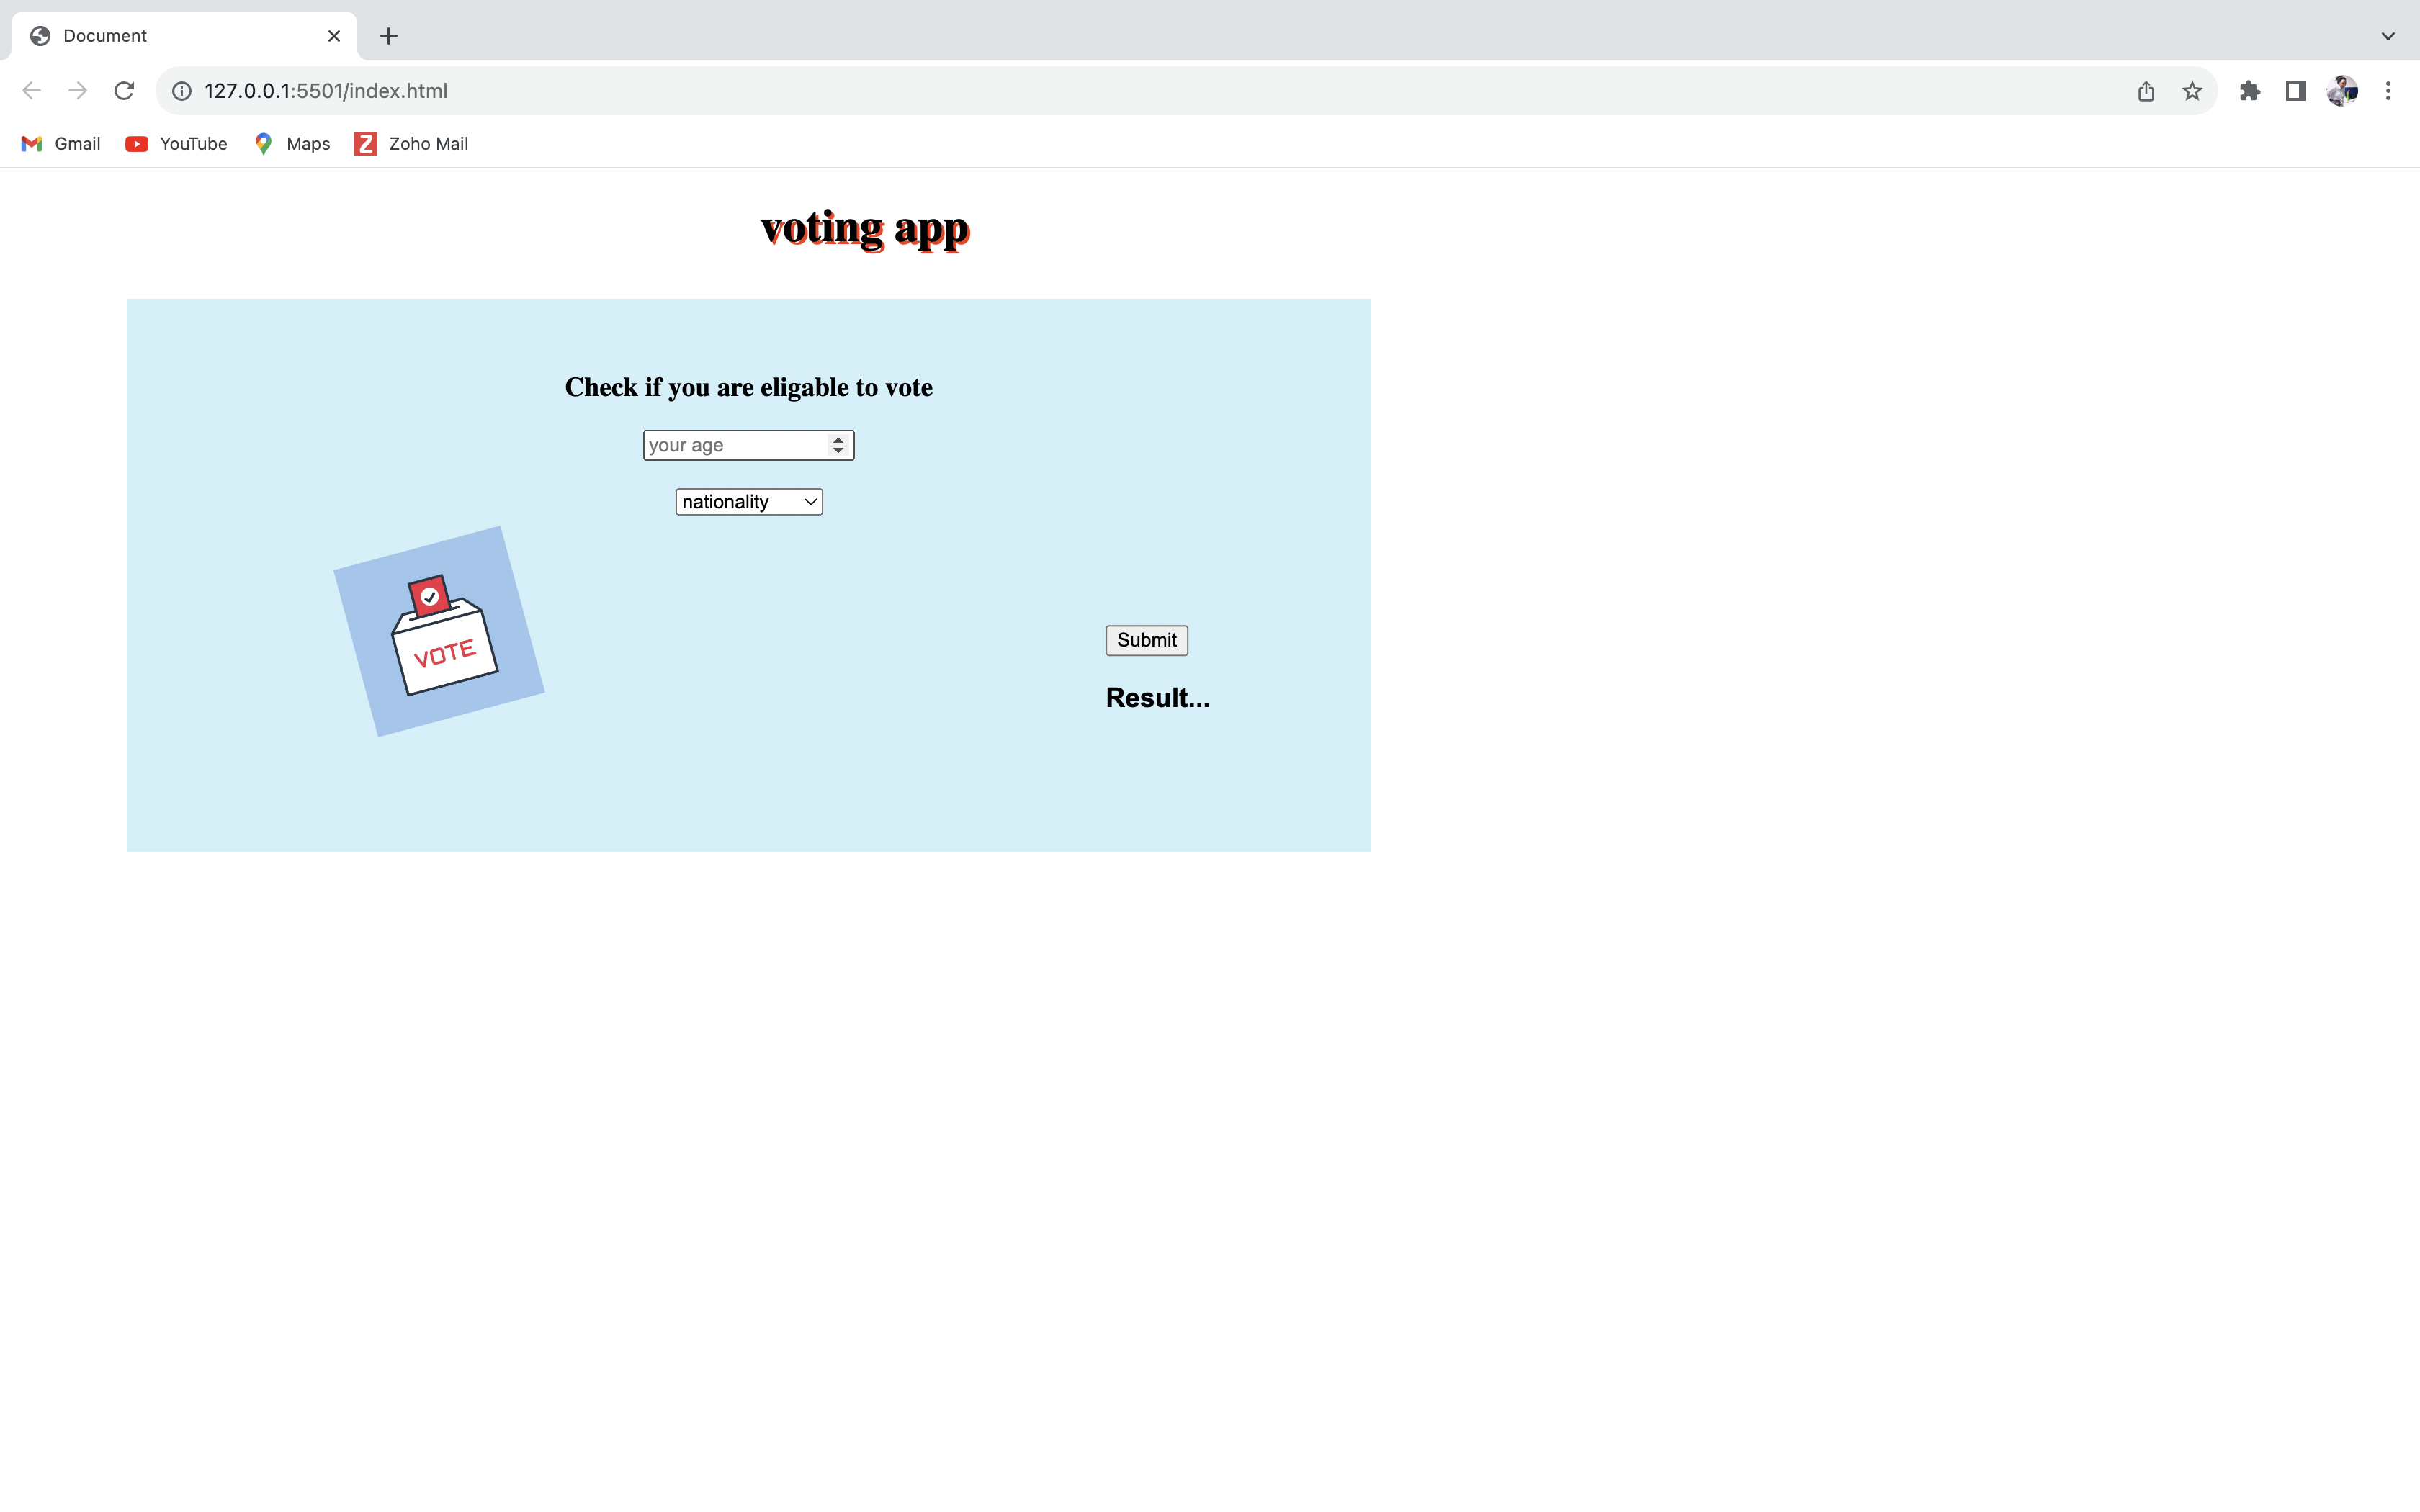 Document
127.0.0.1:5501/index.html
Gmail YouTube Maps Zoho Mail
voting app
Check if you are eligable to vote
your age
nationality
VOTE
Submit
Result...